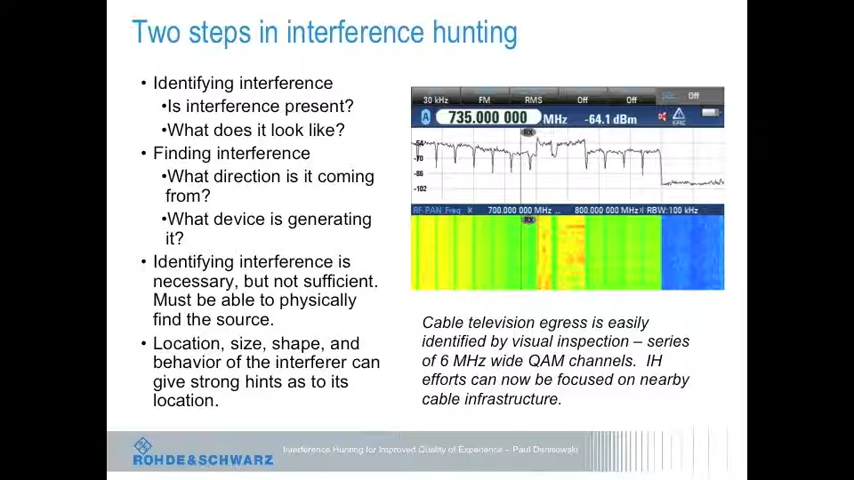 Two steps in interference hunting
• Identifying interference
•Is interference present?
•What does it look like?
• Finding interference
•What direction is it coming
from?
•What device is generating
it?
• Identifying interference is
necessary, but not sufficient.
Must be able to physically
find the source.
• Location, size, shape, and
behavior of the interferer can
give strong hints as to its
location.
30 kHz FM RMS Off Off Off
A 735.000 000 MHz -64.1 dBm
RX
-54
-70
-86
-102
RF-PAN Freq 700.000 000 MHz 800.000 000 MHz RBW:100 kHz
RX
Cable television egress is easily
identified by visual inspection – series
of 6 MHz wide QAM channels. IH
efforts can now be focused on nearby
cable infrastructure.
ROHDE&SCHWARZ
Interference Hunting for Improved Quality of Experience – Paul Denisowski